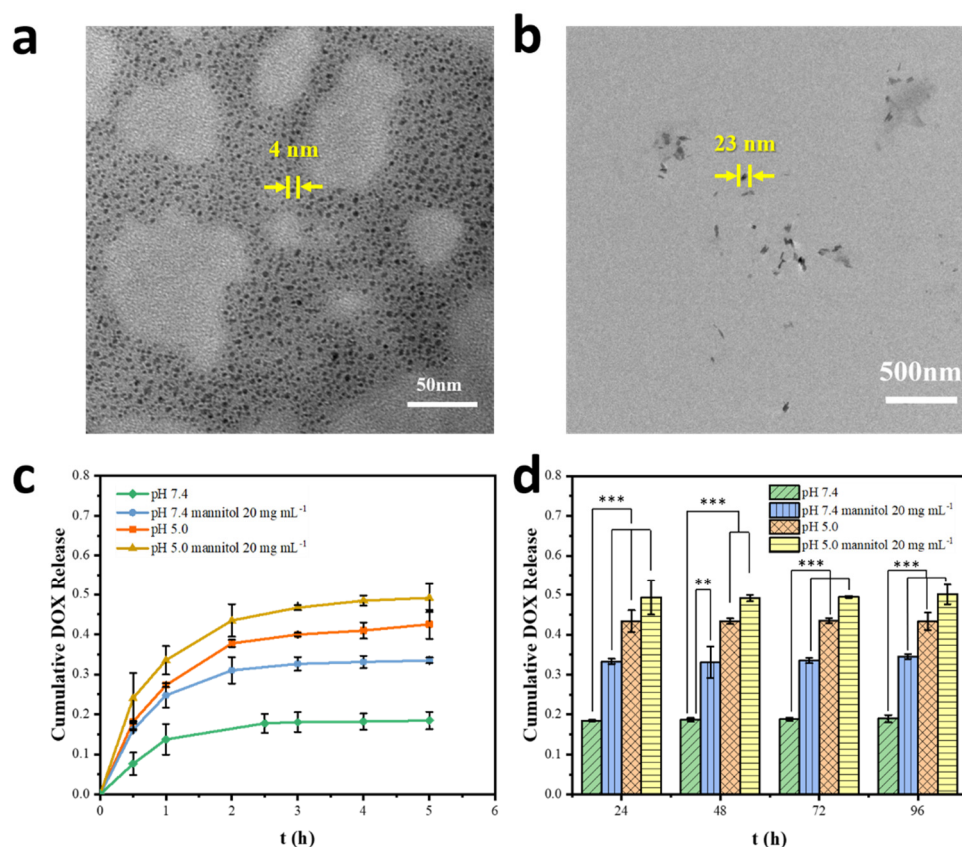 a
4 nm
50nm
b
23 nm
500nm
c
0.8
0.7
0.6
0.5
0.4
0.3
0.2
0.1
0.0
Cumulative DOX Release
pH 7.4
pH 7.4 mannitol 20 mg mL⁻¹
pH 5.0
pH 5.0 mannitol 20 mg mL⁻¹
0 1 2 3 4 5 6
t (h)
d
0.8
0.7
0.6
0.5
0.4
0.3
0.2
0.1
0.0
Cumulative DOX Release
pH 7.4
pH 7.4 mannitol 20 mg mL⁻¹
pH 5.0
pH 5.0 mannitol 20 mg mL⁻¹
*** *** *** ***
**
24 48 72 96
t (h)